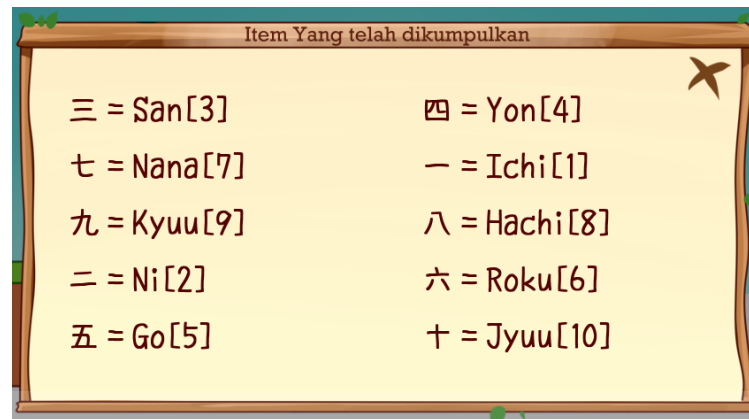 Item Yang telah dikumpulkan
三 = San[3]
七 = Nana[7]
九 = Kyuu[9]
二 = Ni[2]
五 = Go[5]
四 = Yon[4]
一 = Ichi[1]
八 = Hachi[8]
六 = Roku[6]
十 = Jyuu[10]